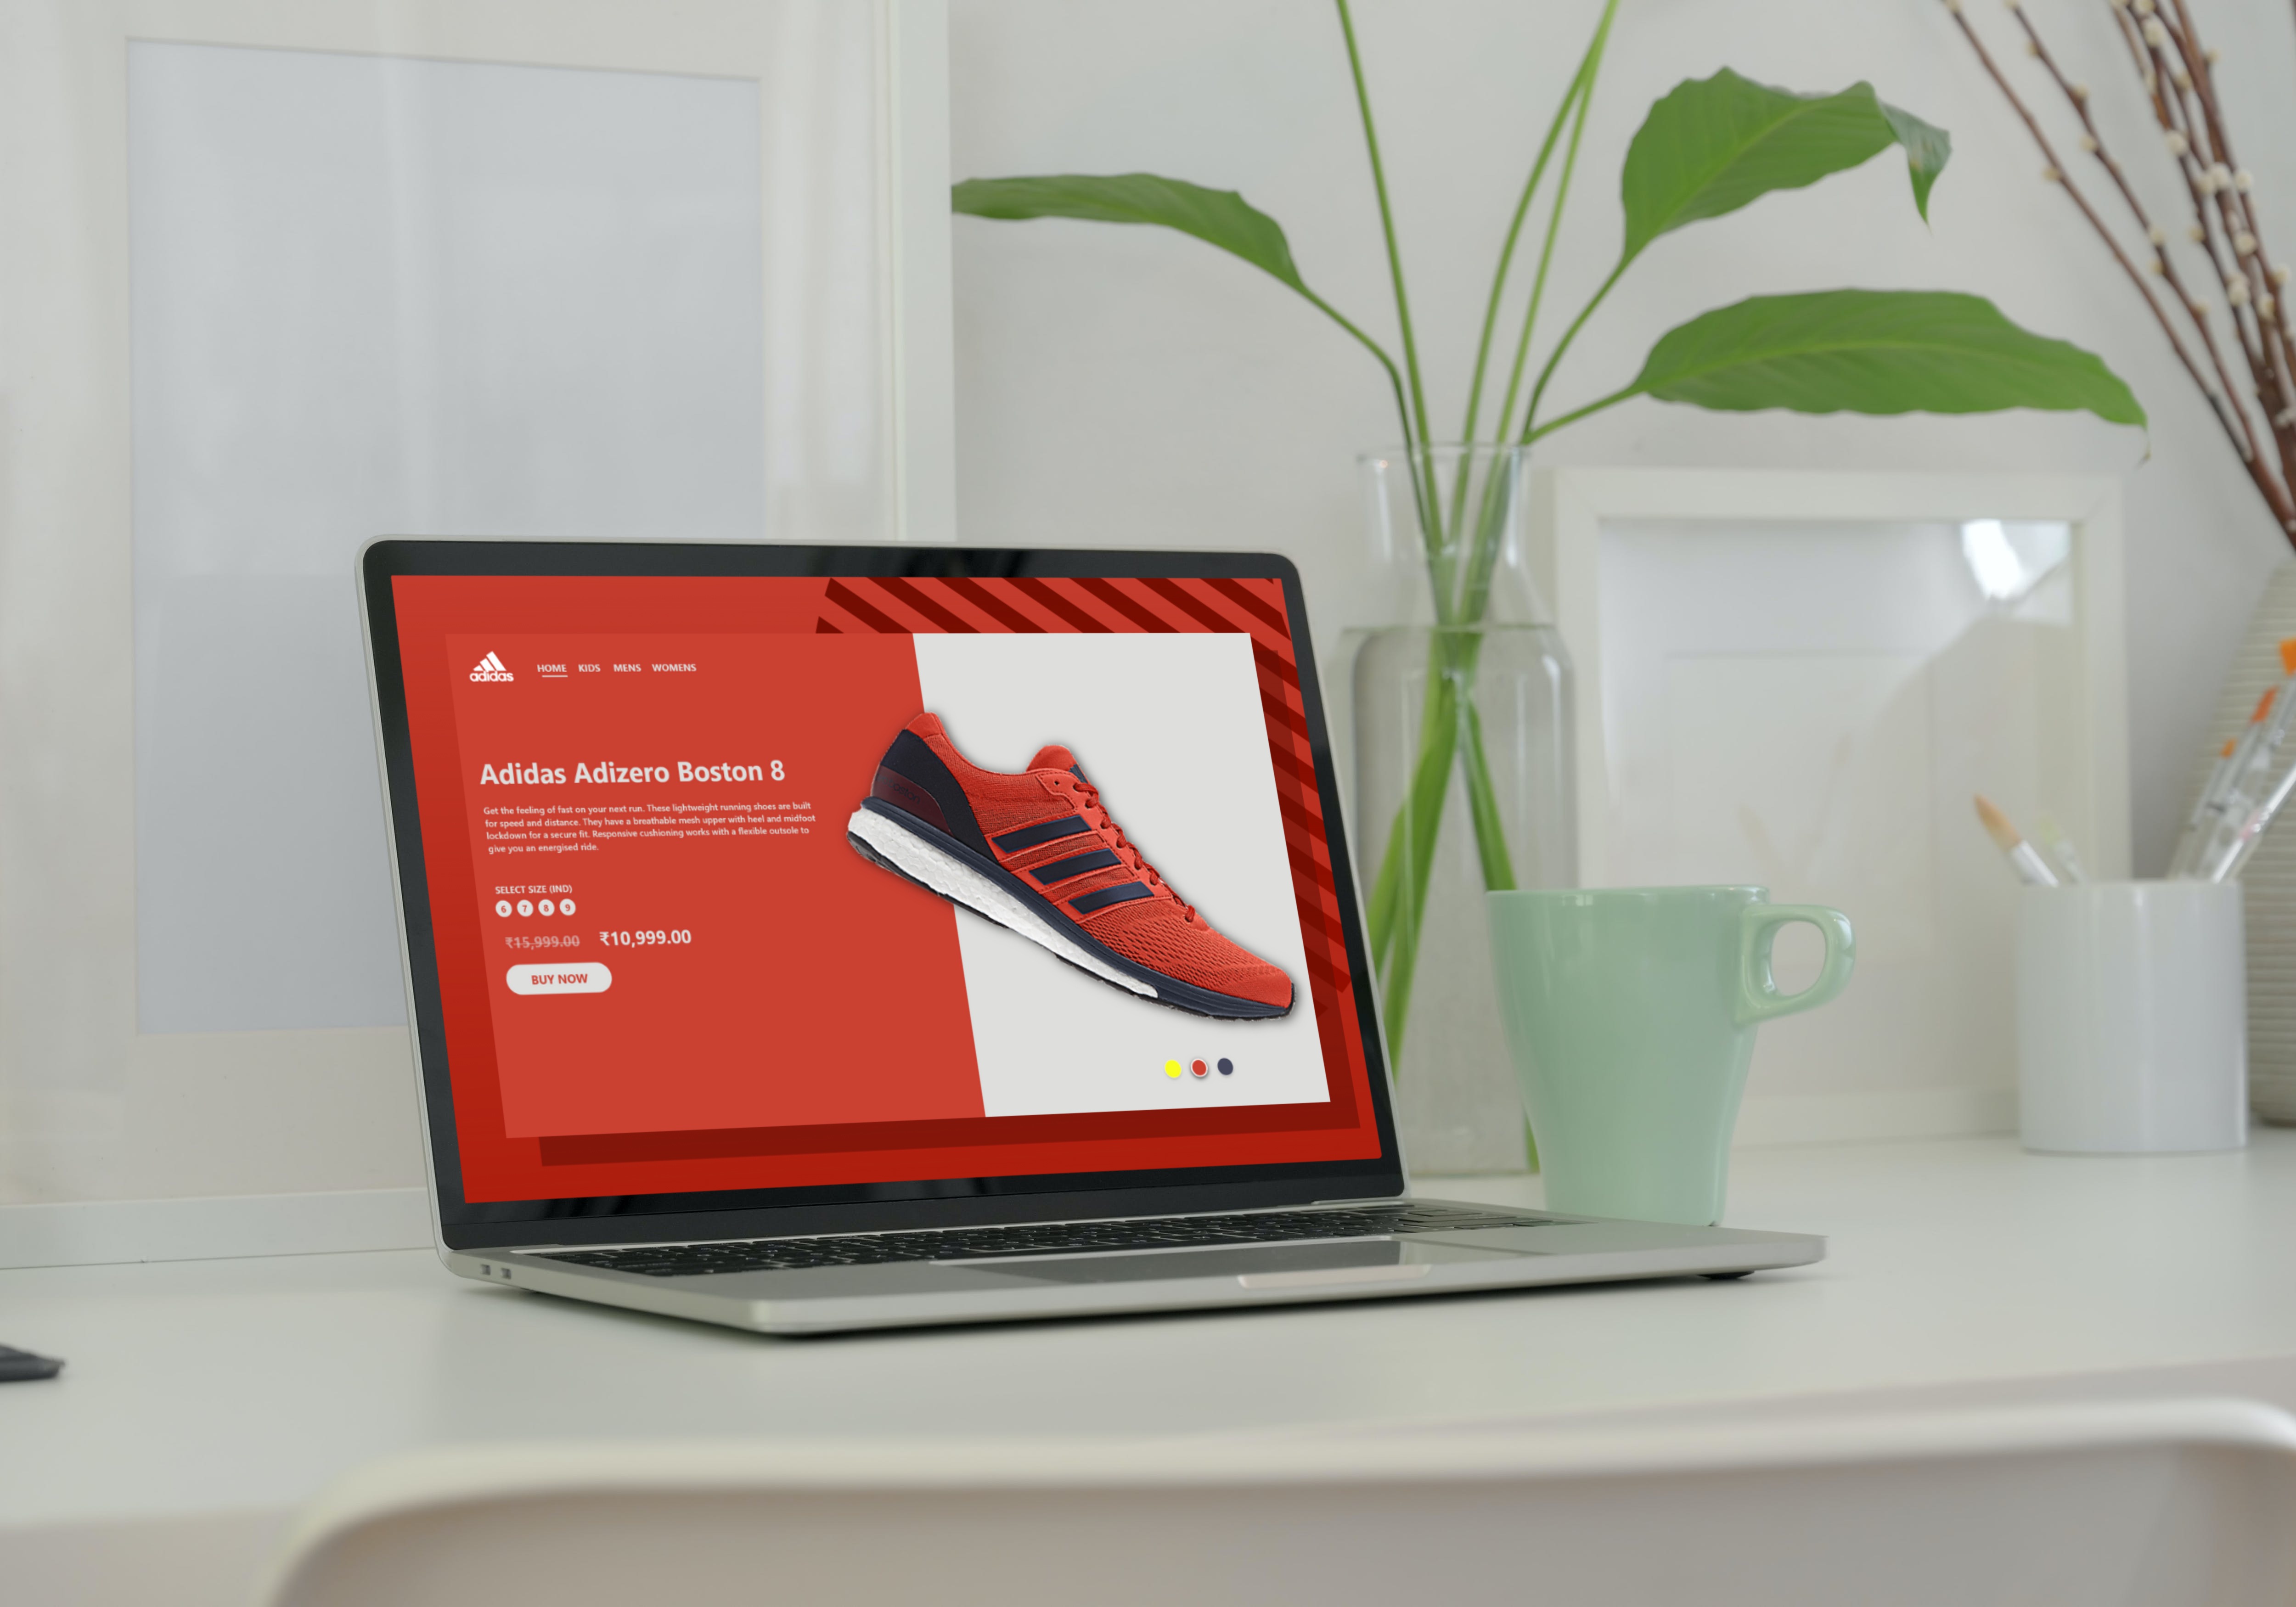 adidas
HOME KIDS MENS WOMENS
Adidas Adizero Boston 8
Get the feeling of fast on your next run. These lightweight running shoes are built
for speed and distance. They have a breathable mesh upper with heel and midfoot
lockdown for a secure fit. Responsive cushioning works with a flexible outsole to
give you an energised ride.
SELECT SIZE (IND)
6 7 8 9
₹15,999.00 ₹10,999.00
BUY NOW